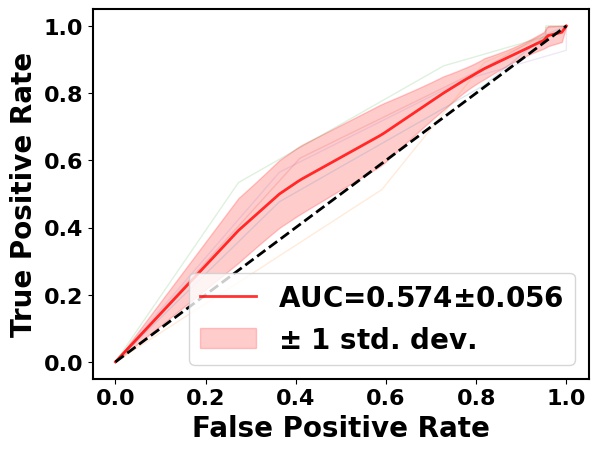 True Positive Rate
1.0
0.8
0.6
0.4
0.2
0.0
AUC=0.574±0.056
± 1 std. dev.
0.0 0.2 0.4 0.6 0.8 1.0
False Positive Rate